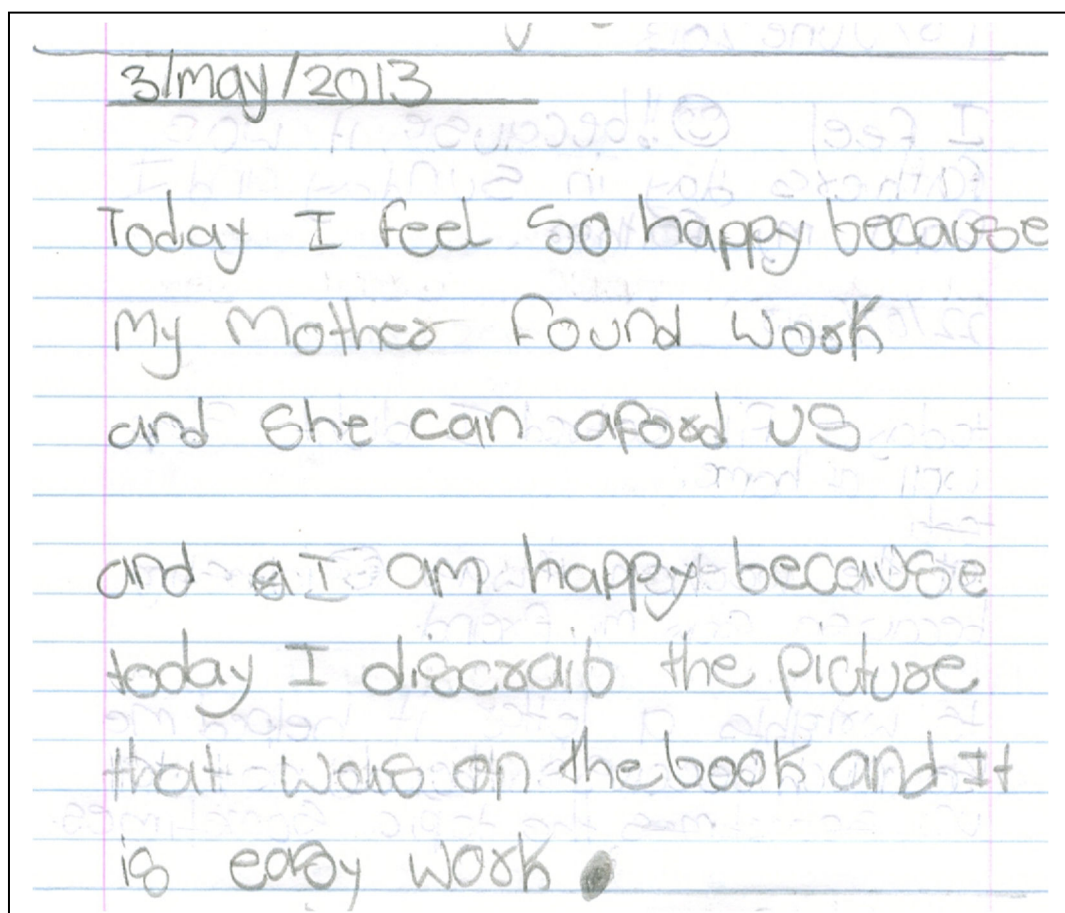 3/may/2013
Today I feel so happy because
my Mother found work
and she can aford us
and a I am happy because
today I discraib the picture
that was on the book and It
is easy work.